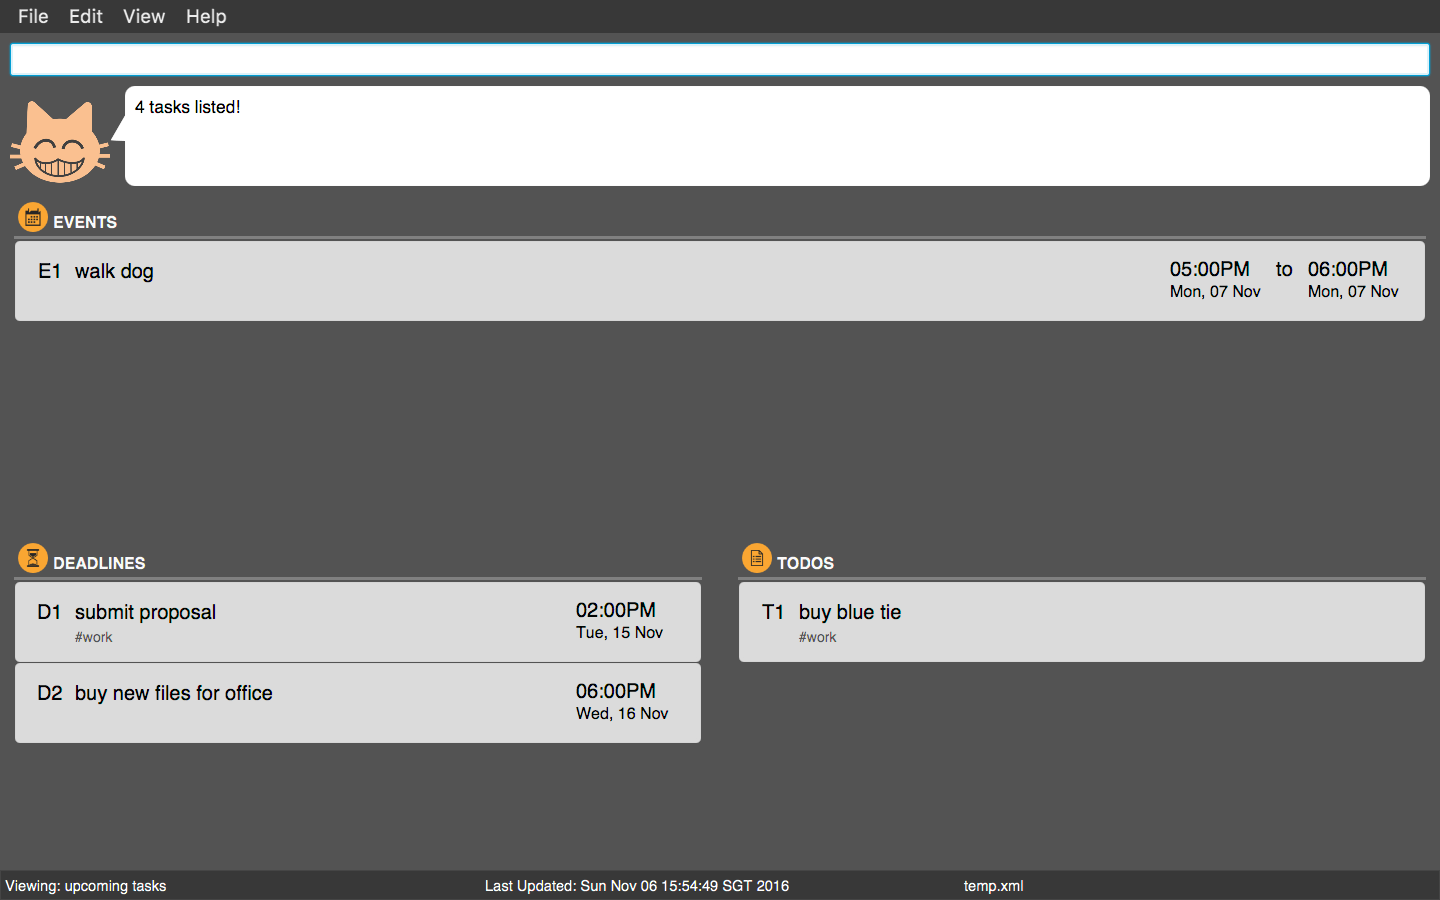 File Edit View Help
4 tasks listed!
EVENTS
E1 walk dog 05:00PM to 06:00PM
Mon, 07 Nov Mon, 07 Nov
DEADLINES
D1 submit proposal 02:00PM
#work Tue, 15 Nov
D2 buy new files for office 06:00PM
Wed, 16 Nov
TODOS
T1 buy blue tie
#work
Viewing: upcoming tasks Last Updated: Sun Nov 06 15:54:49 SGT 2016 temp.xml